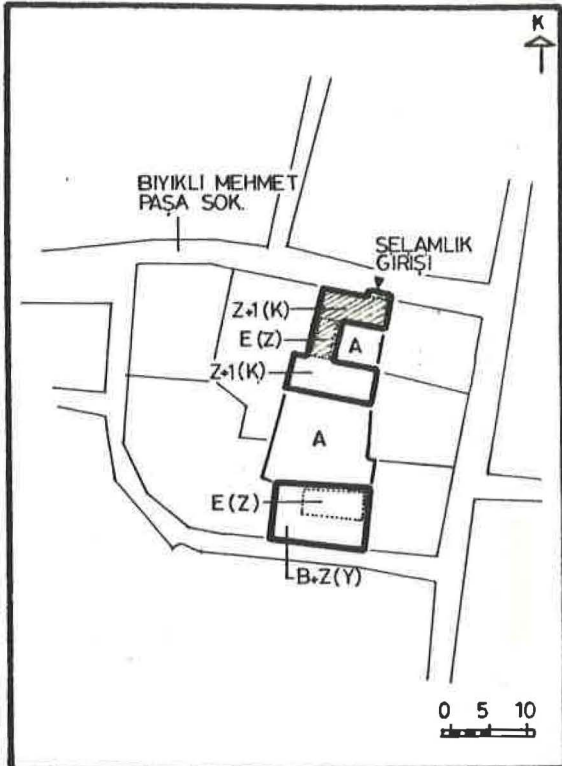 K
BIYIKLI MEHMET
PAŞA SOK.
SELAMLIK
GİRİŞİ
Z+1(K)
E(Z)
A
Z+1(K)
A
E(Z)
B+Z(Y)
0 5 10